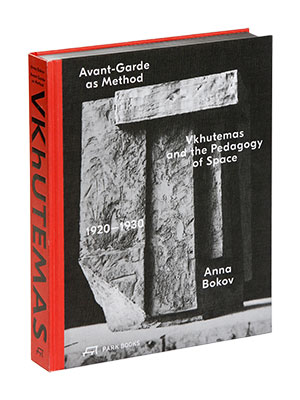 Avant-Garde
as Method
Vkhutemas
and the Pedagogy
of Space
1920–1930
Anna
Bokov
PARK BOOKS
VKhUTEMAS